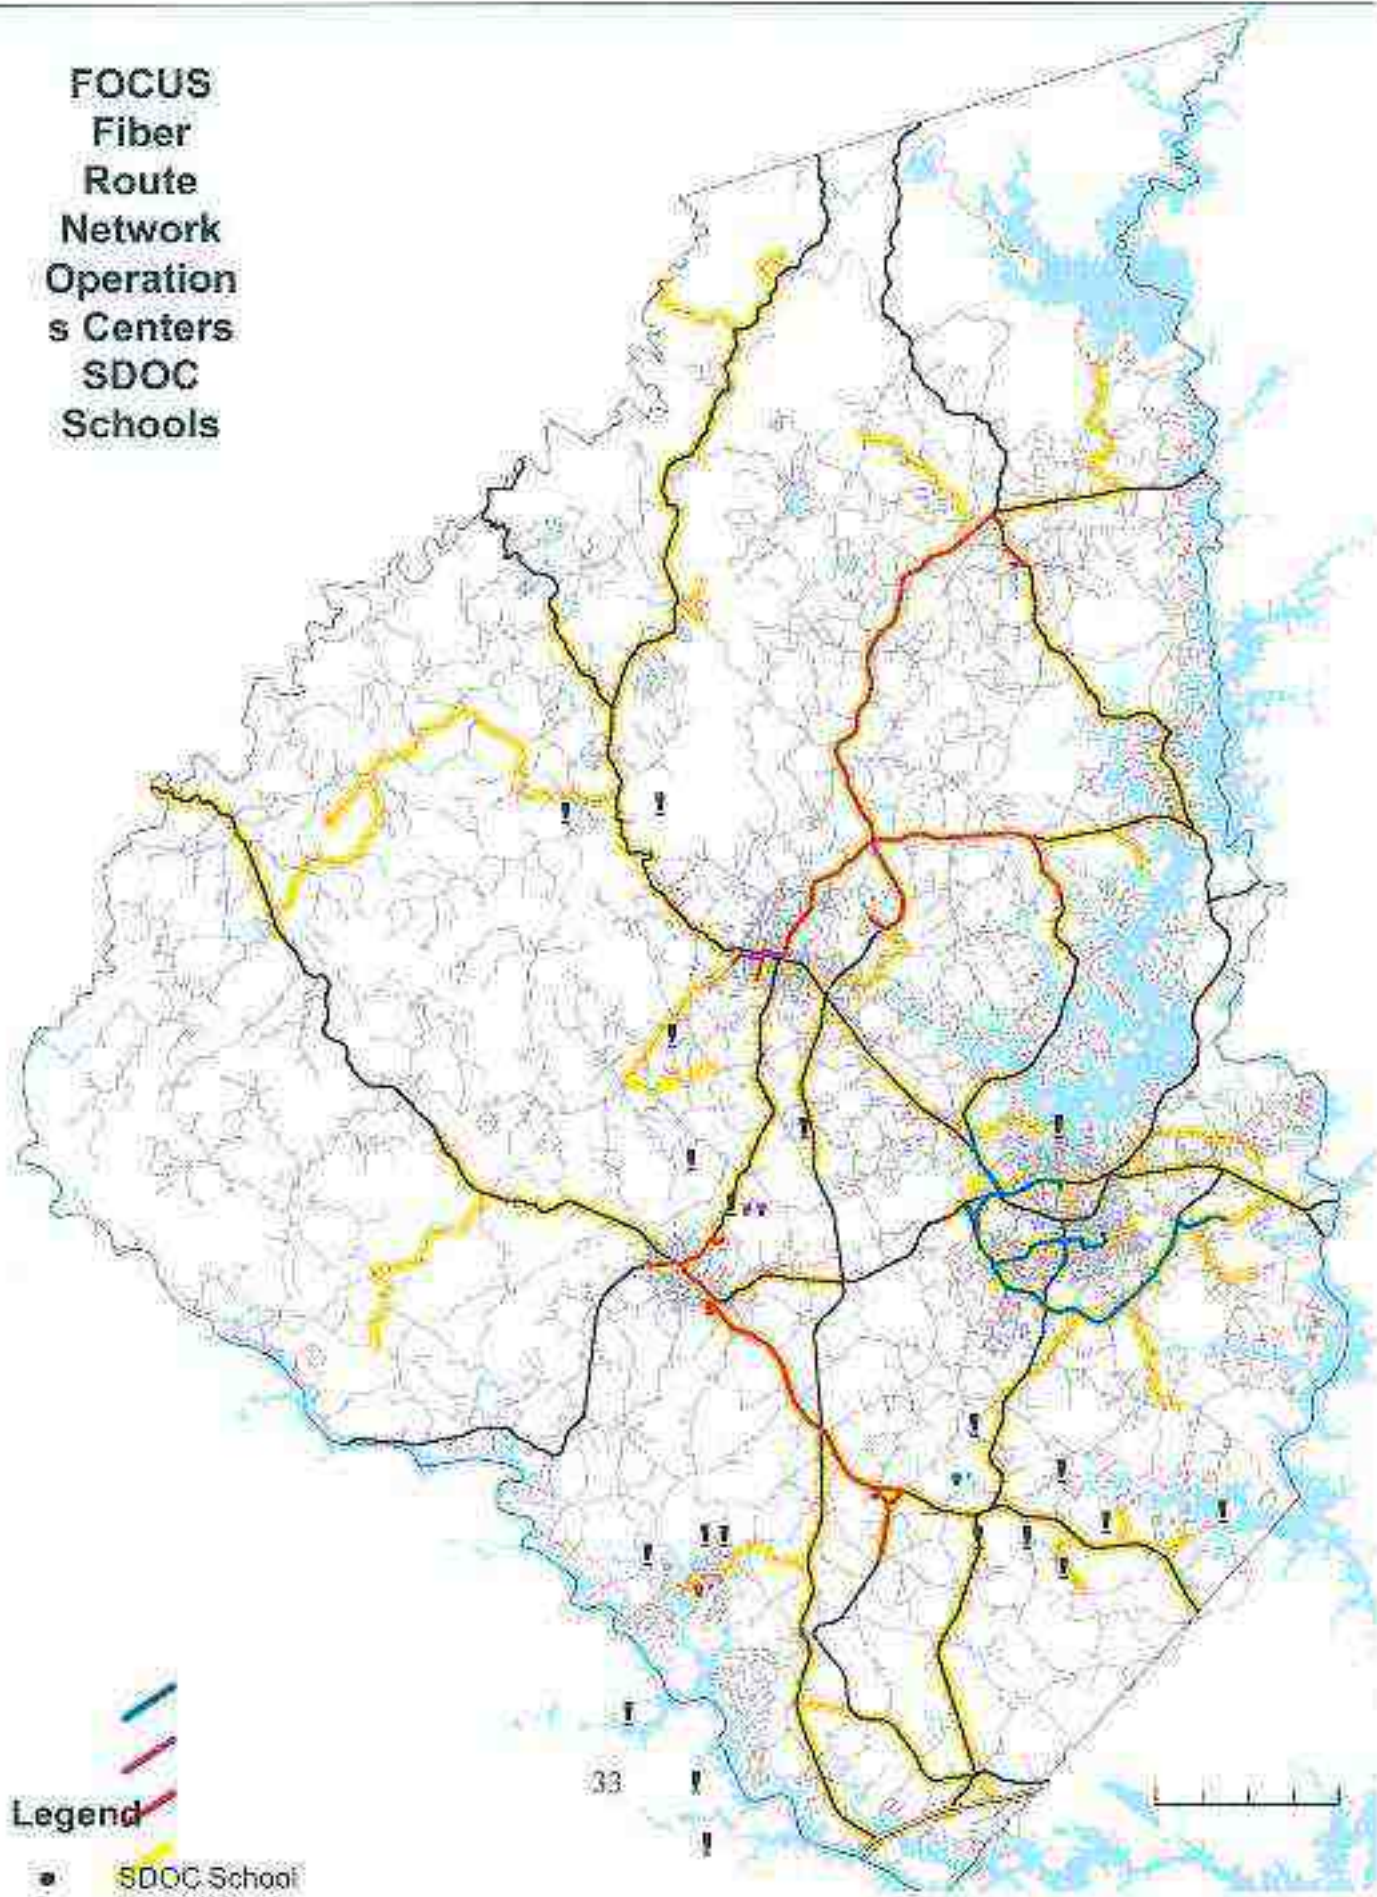 FOCUS
Fiber
Route
Network
Operation
s Centers
SDOC
Schools
33
Legend
SDOC School